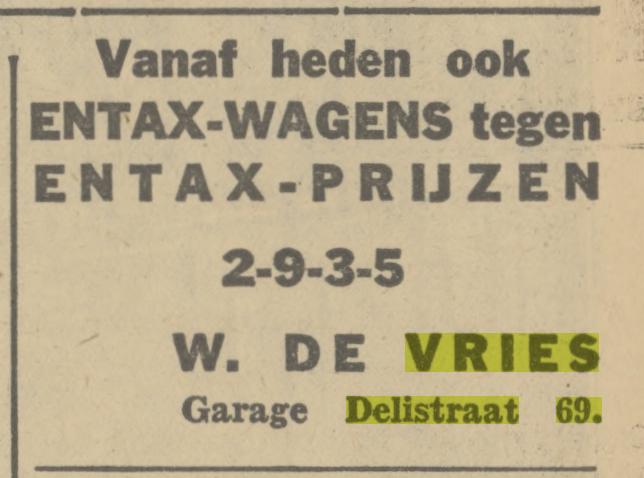 Vanaf heden ook
ENTAX-WAGENS tegen
ENTAX-PRIJZEN
2-9-3-5
W. DE VRIES
Garage Delistraat 69.